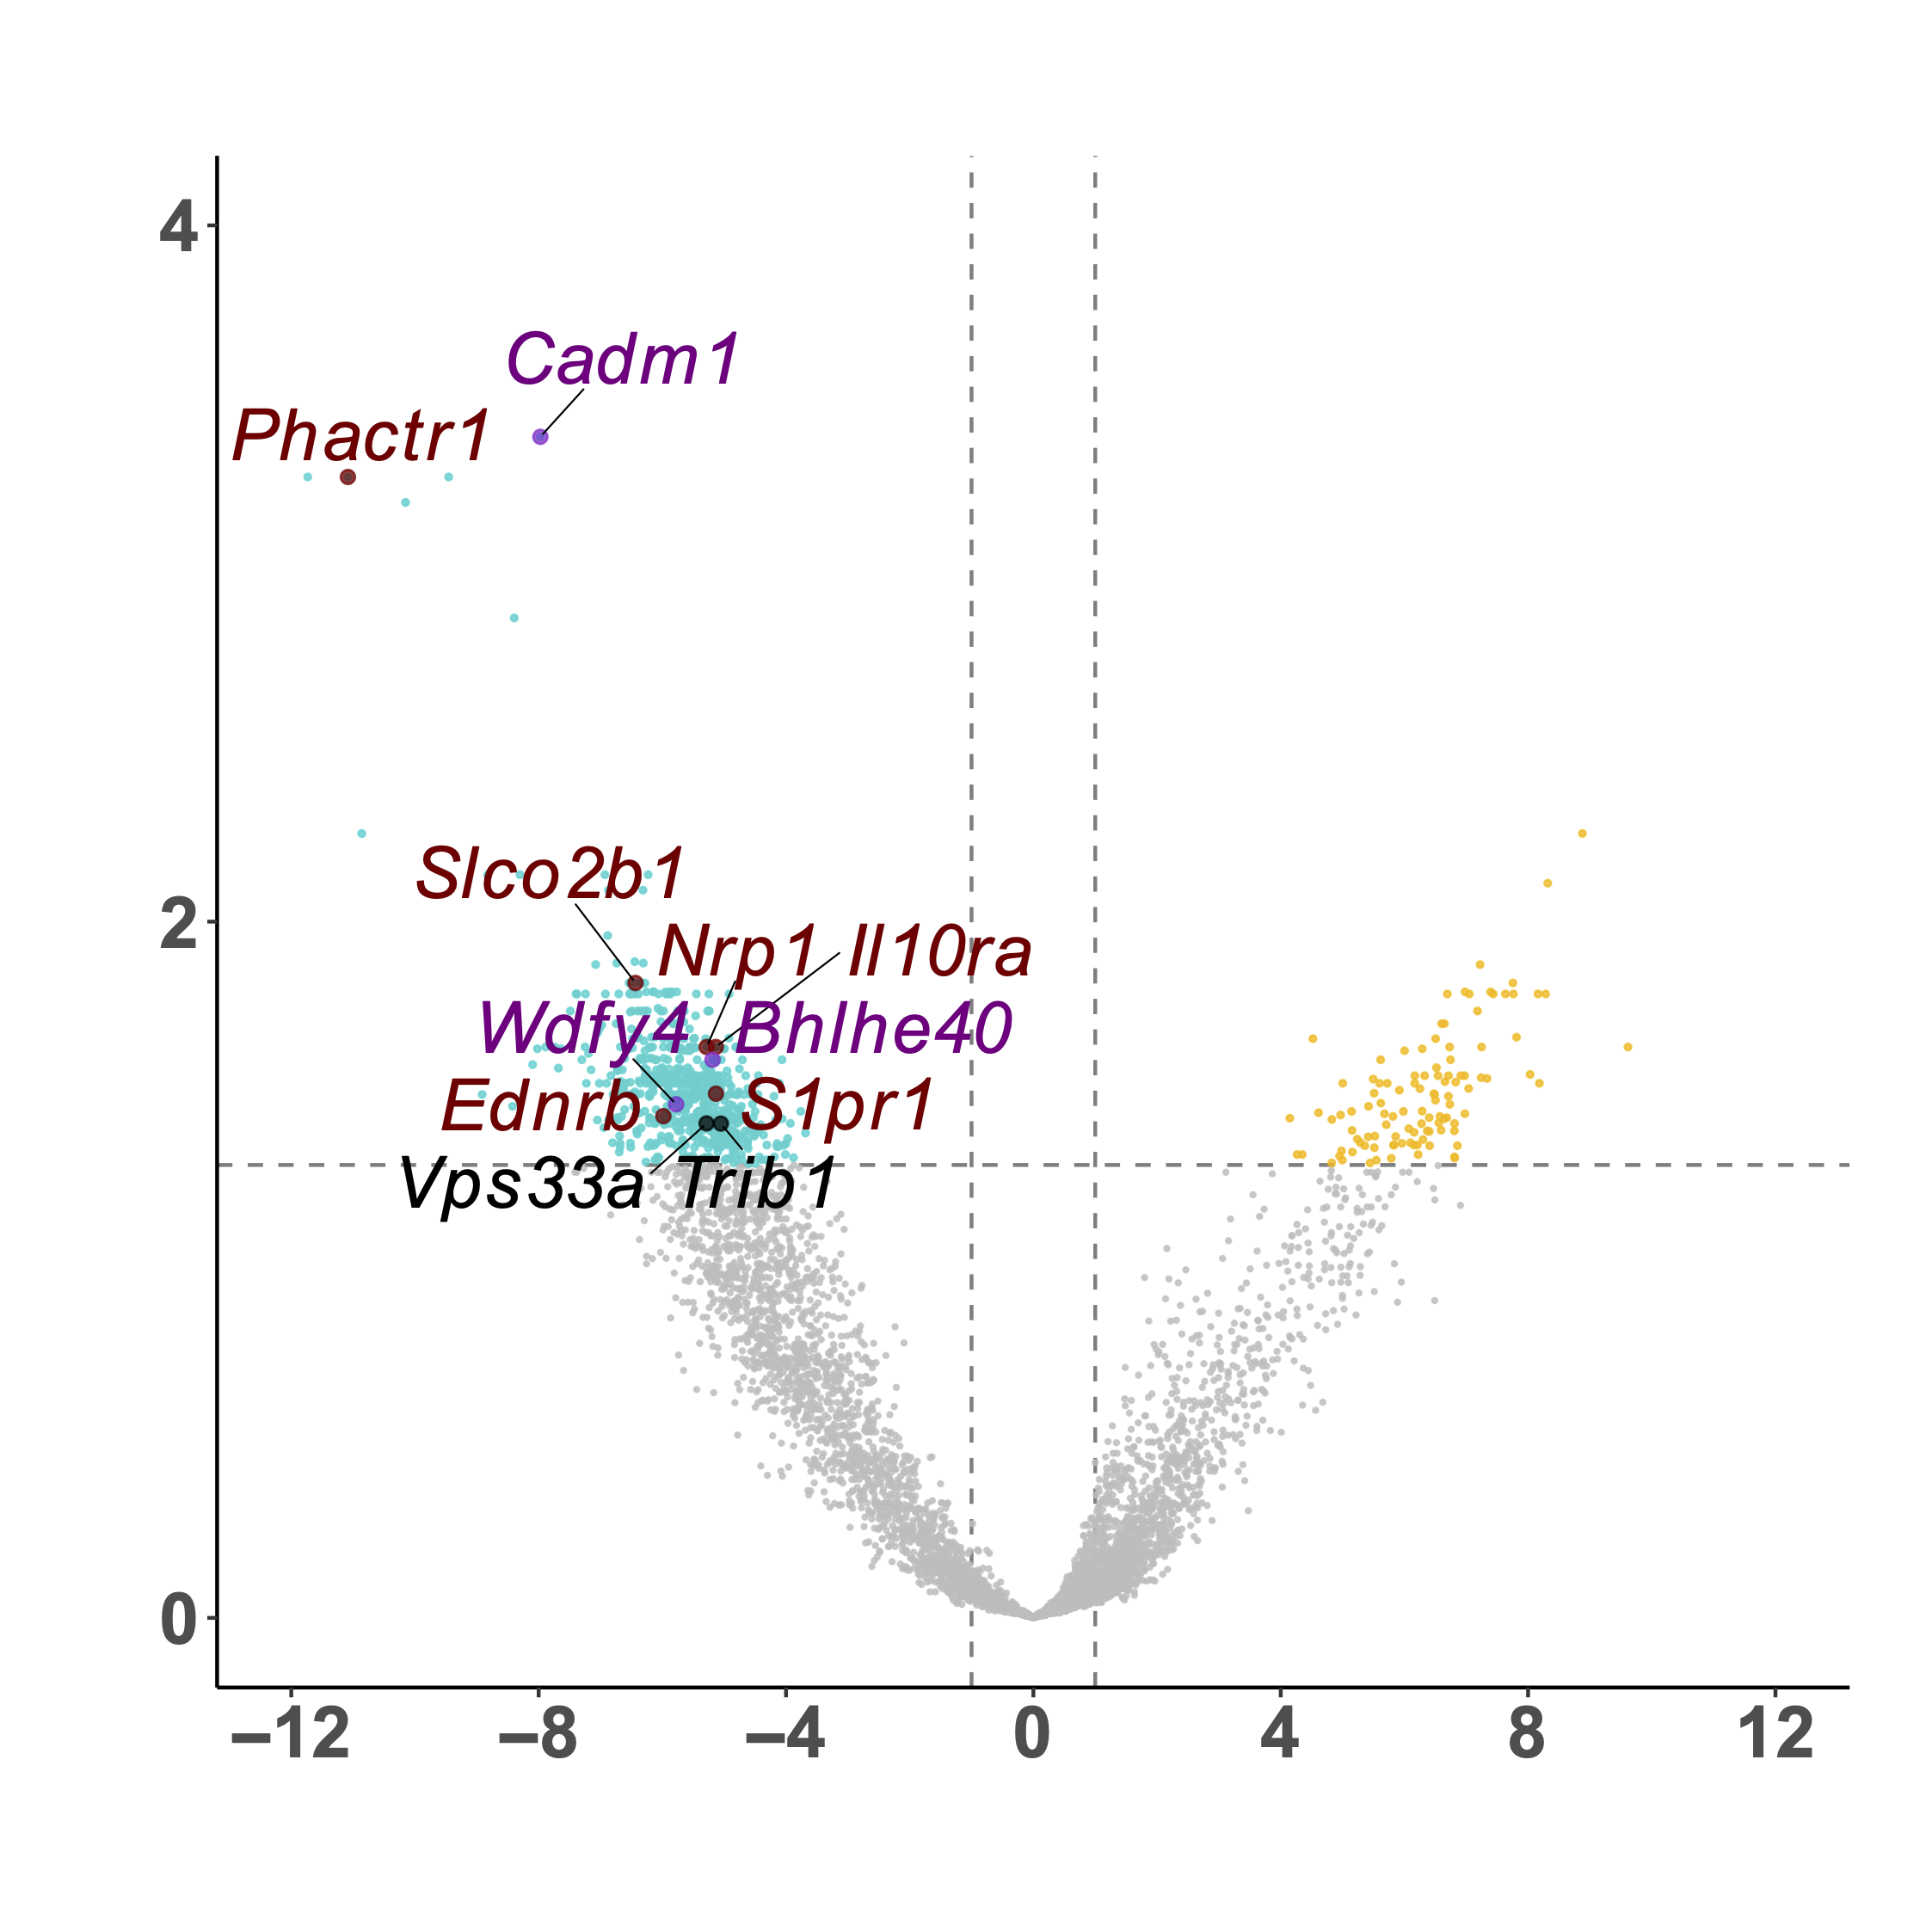 4
Cadm1
Phactr1
Slco2b1
2
Nrp1 Il10ra
Wdfy4 Bhlhe40
Ednrb S1pr1
Vps33a Trib1
0
−12 −8 −4 0 4 8 12